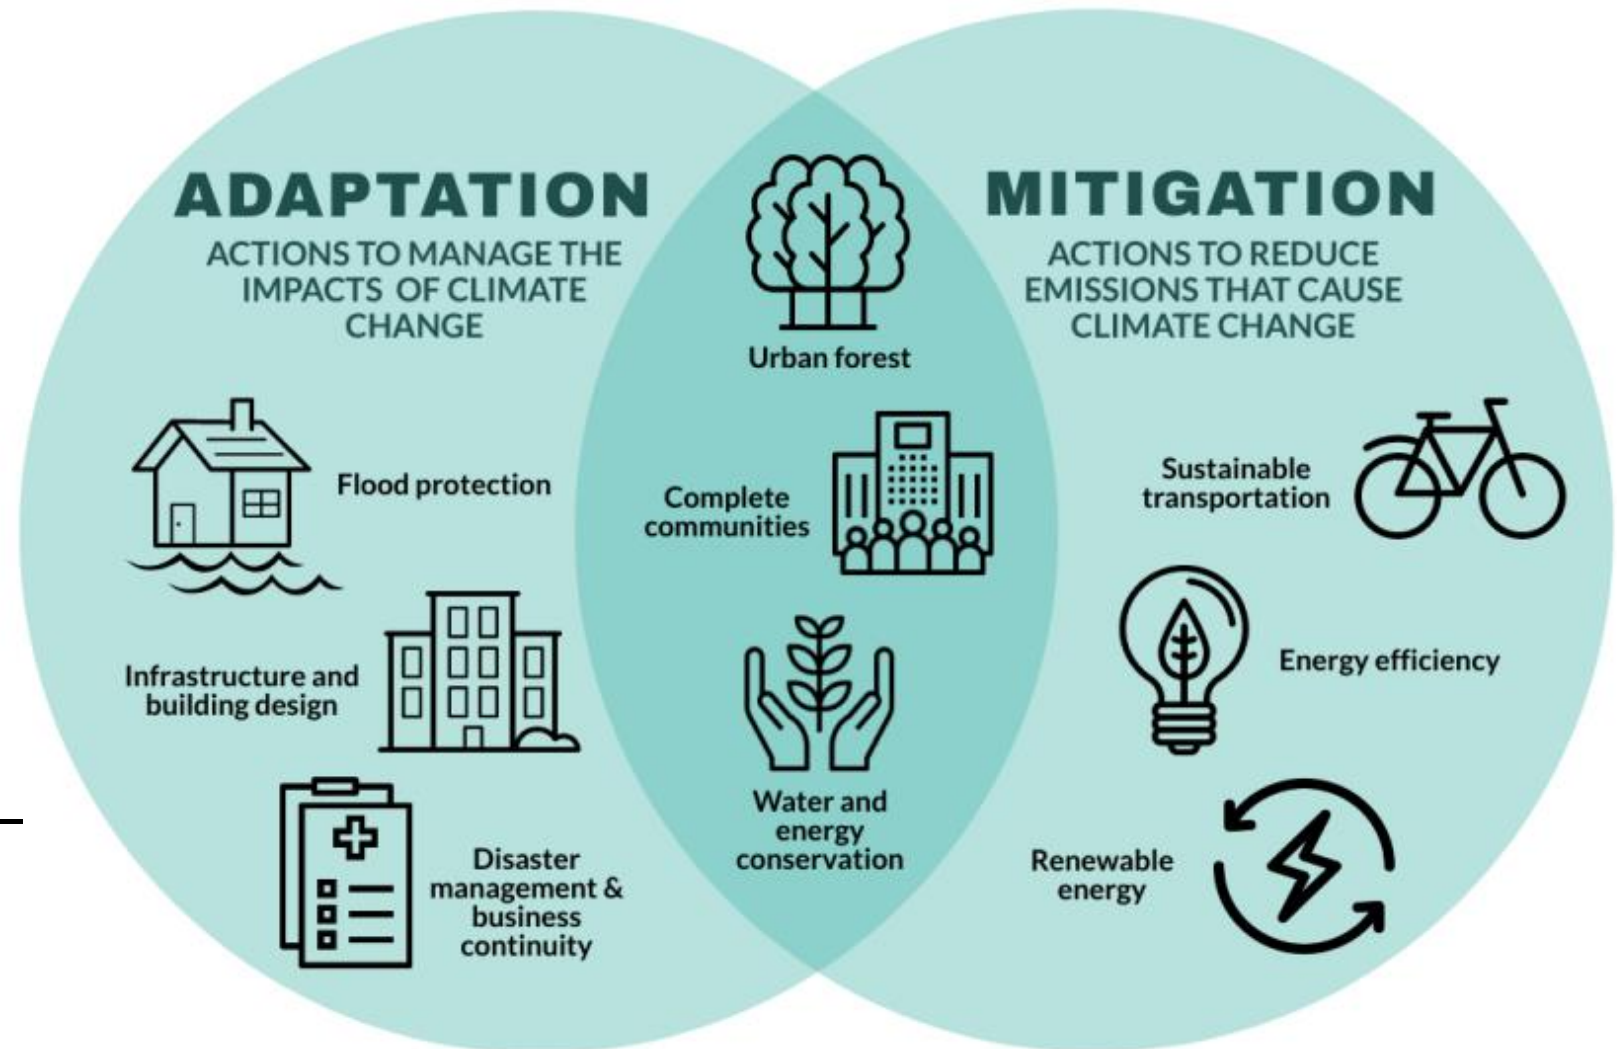 ADAPTATION
ACTIONS TO MANAGE THE
IMPACTS OF CLIMATE
CHANGE
Flood protection
Infrastructure and
building design
Disaster
management &
business
continuity
Urban forest
Complete
communities
Water and
energy
conservation
MITIGATION
ACTIONS TO REDUCE
EMISSIONS THAT CAUSE
CLIMATE CHANGE
Sustainable
transportation
Energy efficiency
Renewable
energy